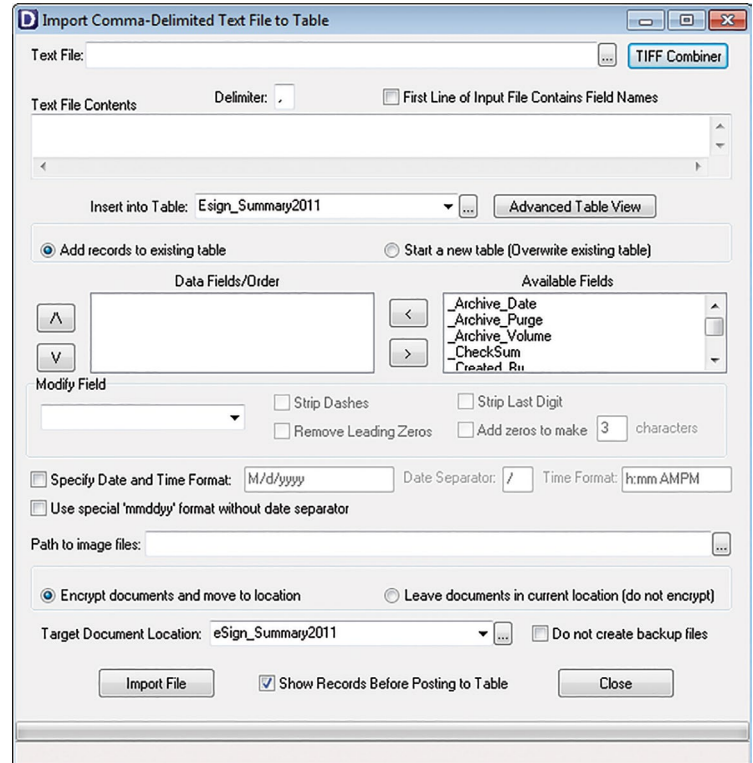 D Import Comma-Delimited Text File to Table
Text File: ... TIFF Combiner
Text File Contents Delimiter: , First Line of Input File Contains Field Names
Insert into Table: Esign_Summary2011 ... Advanced Table View
Add records to existing table Start a new table (Overwrite existing table)
Data Fields/Order Available Fields
_Archive_Date
_Archive_Purge
_Archive_Volume
_CheckSum
_Created_By
Λ < V >
Modify Field
Strip Dashes Strip Last Digit
Remove Leading Zeros Add zeros to make 3 characters
Specify Date and Time Format: M/d/yyyy Date Separator: / Time Format: h:mm AMPM
Use special 'mmddyy' format without date separator
Path to image files: ...
Encrypt documents and move to location Leave documents in current location (do not encrypt)
Target Document Location: eSign_Summary2011 ... Do not create backup files
Import File Show Records Before Posting to Table Close